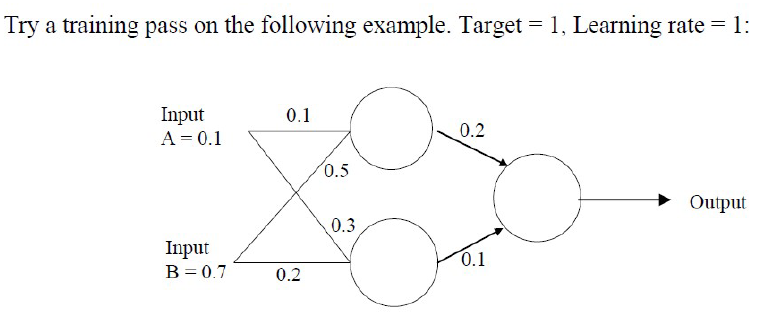 Try a training pass on the following example. Target = 1, Learning rate = 1:
Input
A = 0.1
0.1
0.2
0.5
Output
0.3
Input
B = 0.7
0.2
0.1